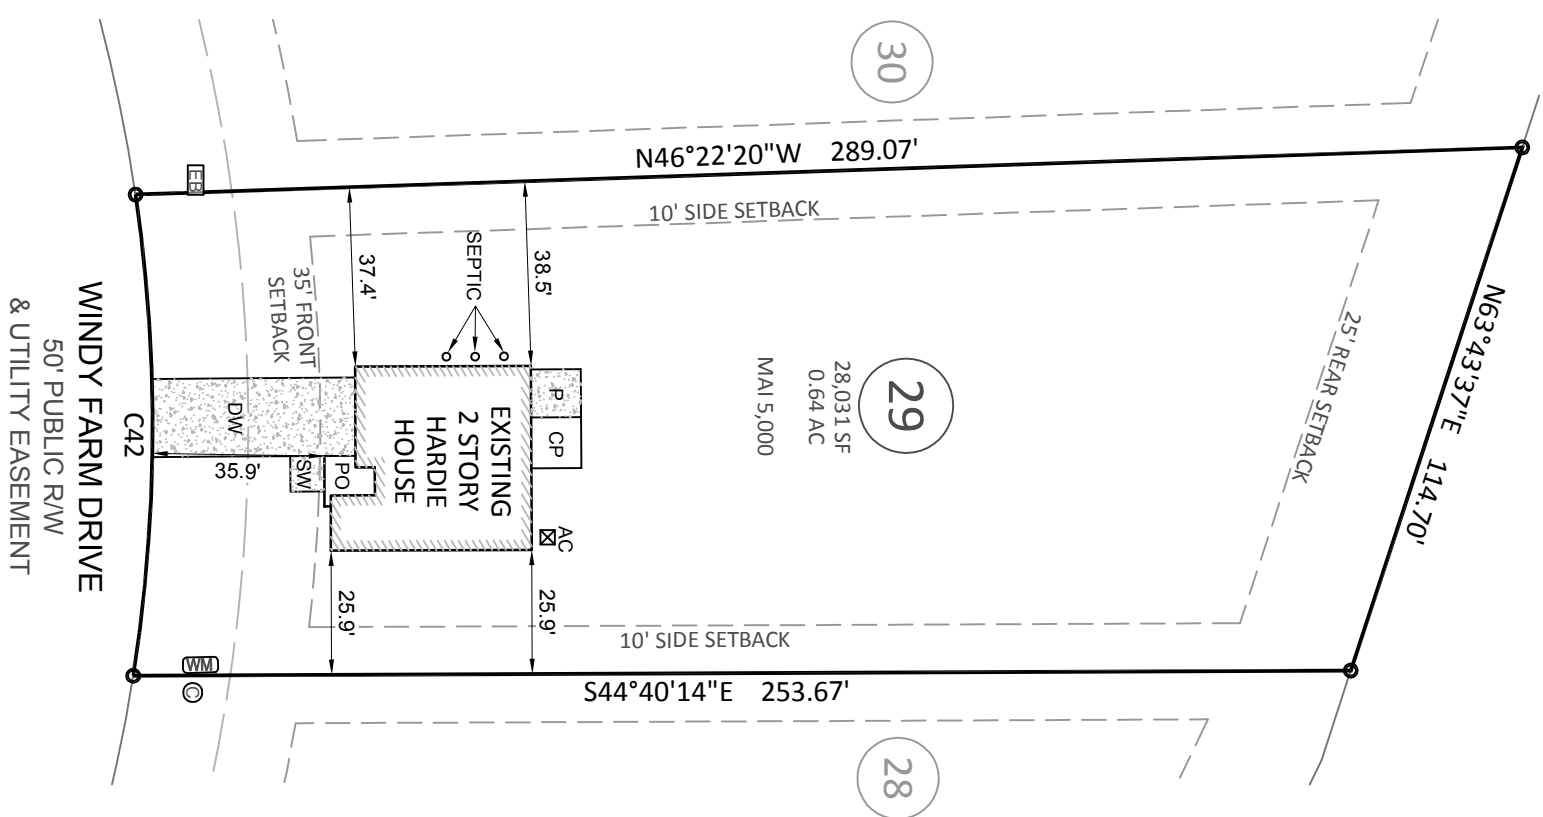 30
N46°22'20"W 289.07'
EB
10' SIDE SETBACK
N63°43'37"E 114.70'
25' REAR SETBACK
SEPTIC
38.5'
37.4'
35' FRONT
SETBACK
29
28,031 SF
0.64 AC
MAI 5,000
P
CP
EXISTING
2 STORY
HARDIE
HOUSE
DW
35.9'
SW
PO
AC
25.9'
25.9'
10' SIDE SETBACK
S44°40'14"E 253.67'
WM
C
C42
WINDY FARM DRIVE
50' PUBLIC R/W
& UTILITY EASEMENT
28